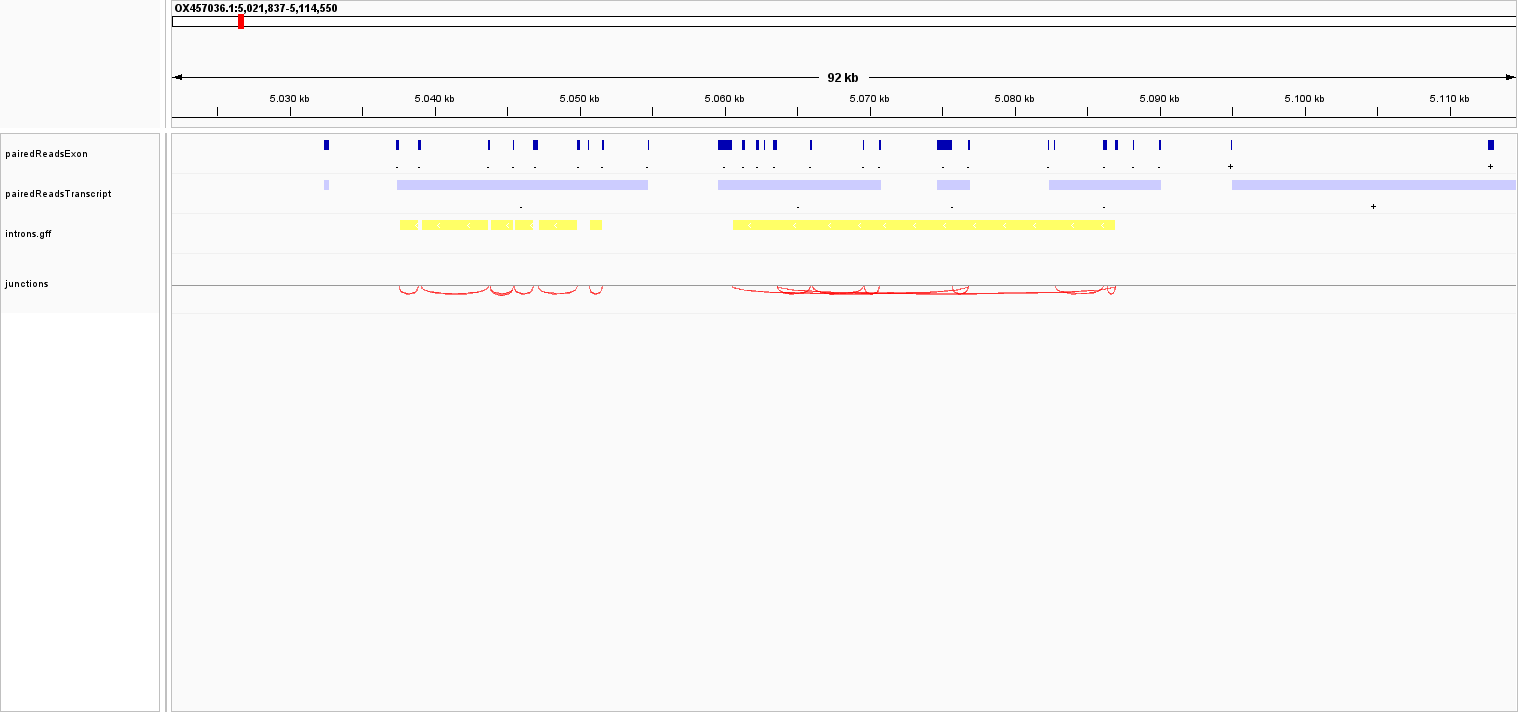 OX457036.1:5,021,837-5,114,550
92 kb
5.030 kb 5.040 kb 5.050 kb 5.060 kb 5.070 kb 5.080 kb 5.090 kb 5.100 kb 5.110 kb
pairedReadsExon
pairedReadsTranscript
introns.gff
junctions